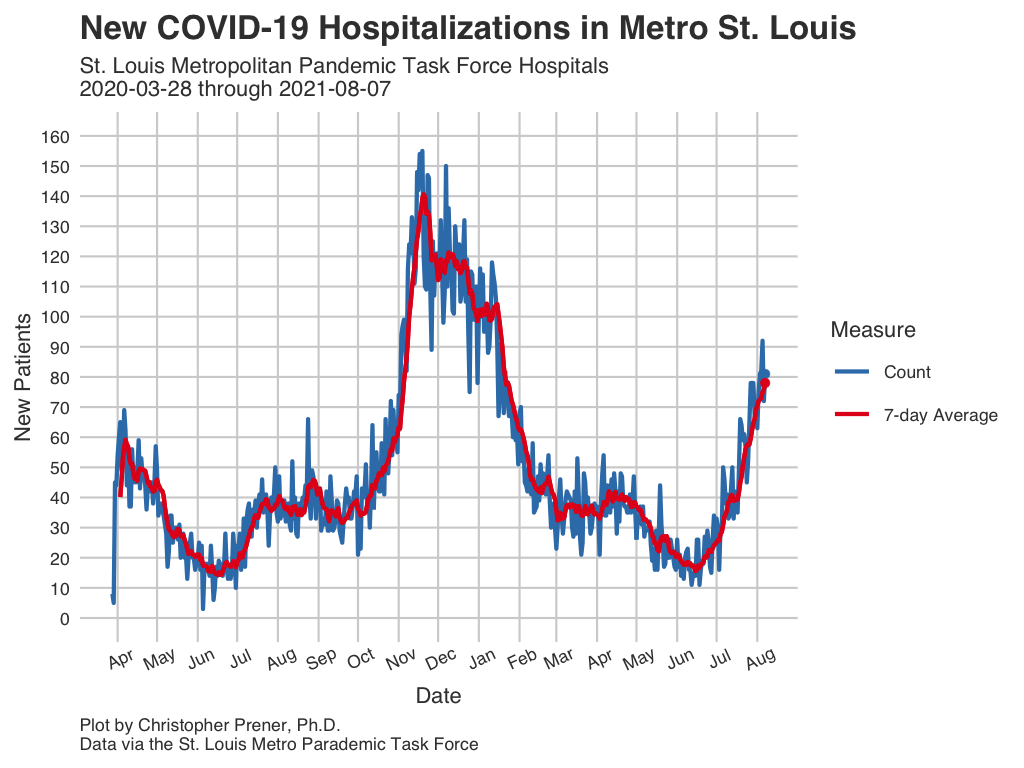 New COVID-19 Hospitalizations in Metro St. Louis
St. Louis Metropolitan Pandemic Task Force Hospitals
2020-03-28 through 2021-08-07
160
150
140
130
120
110
100
90
80
70
60
50
40
30
20
10
0
New Patients
Apr May Jun Jul Aug Sep Oct Nov Dec Jan Feb Mar Apr May Jun Jul Aug
Date
Measure
Count
7-day Average
Plot by Christopher Prener, Ph.D.
Data via the St. Louis Metro Parademic Task Force